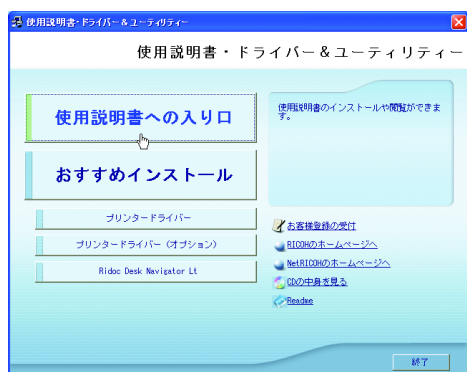 使用説明書・ドライバー&ユーティリティー
使用説明書・ドライバー&ユーティリティー
使用説明書への入り口
使用説明書のインストールや閲覧ができま
す。
おすすめインストール
プリンタードライバー
プリンタードライバー (オプション)
Ridoc Desk Navigator Lt
お客様登録の受付
RICOHのホームページへ
NetRICOHのホームページへ
CDの中身を見る
Readme
終了